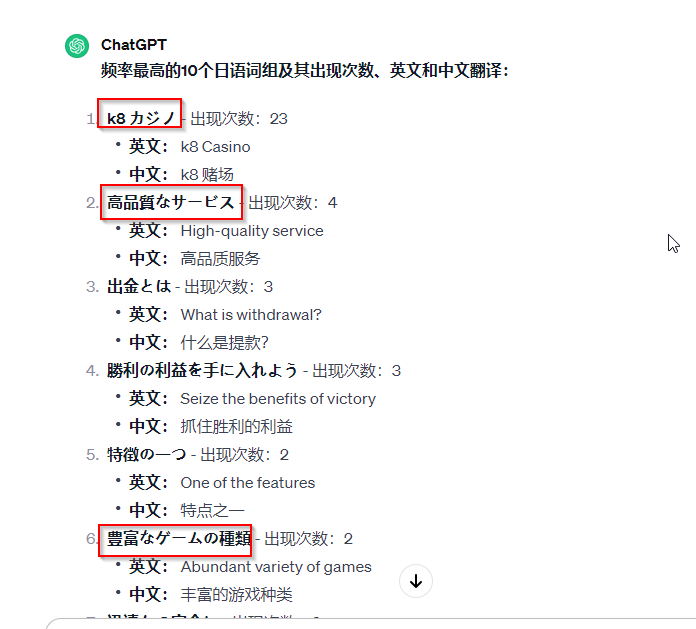 ChatGPT
频率最高的10个日语词组及其出现次数、英文和中文翻译：
1. k8 カジノ - 出现次数：23
• 英文： k8 Casino
• 中文： k8 赌场
2. 高品質なサービス - 出现次数：4
• 英文： High-quality service
• 中文： 高品质服务
3. 出金とは - 出现次数：3
• 英文： What is withdrawal?
• 中文： 什么是提款？
4. 勝利の利益を手に入れよう - 出现次数：3
• 英文： Seize the benefits of victory
• 中文： 抓住胜利的利益
5. 特徴の一つ - 出现次数：2
• 英文： One of the features
• 中文： 特点之一
6. 豊富なゲームの種類 - 出现次数：2
• 英文： Abundant variety of games
• 中文： 丰富的游戏种类